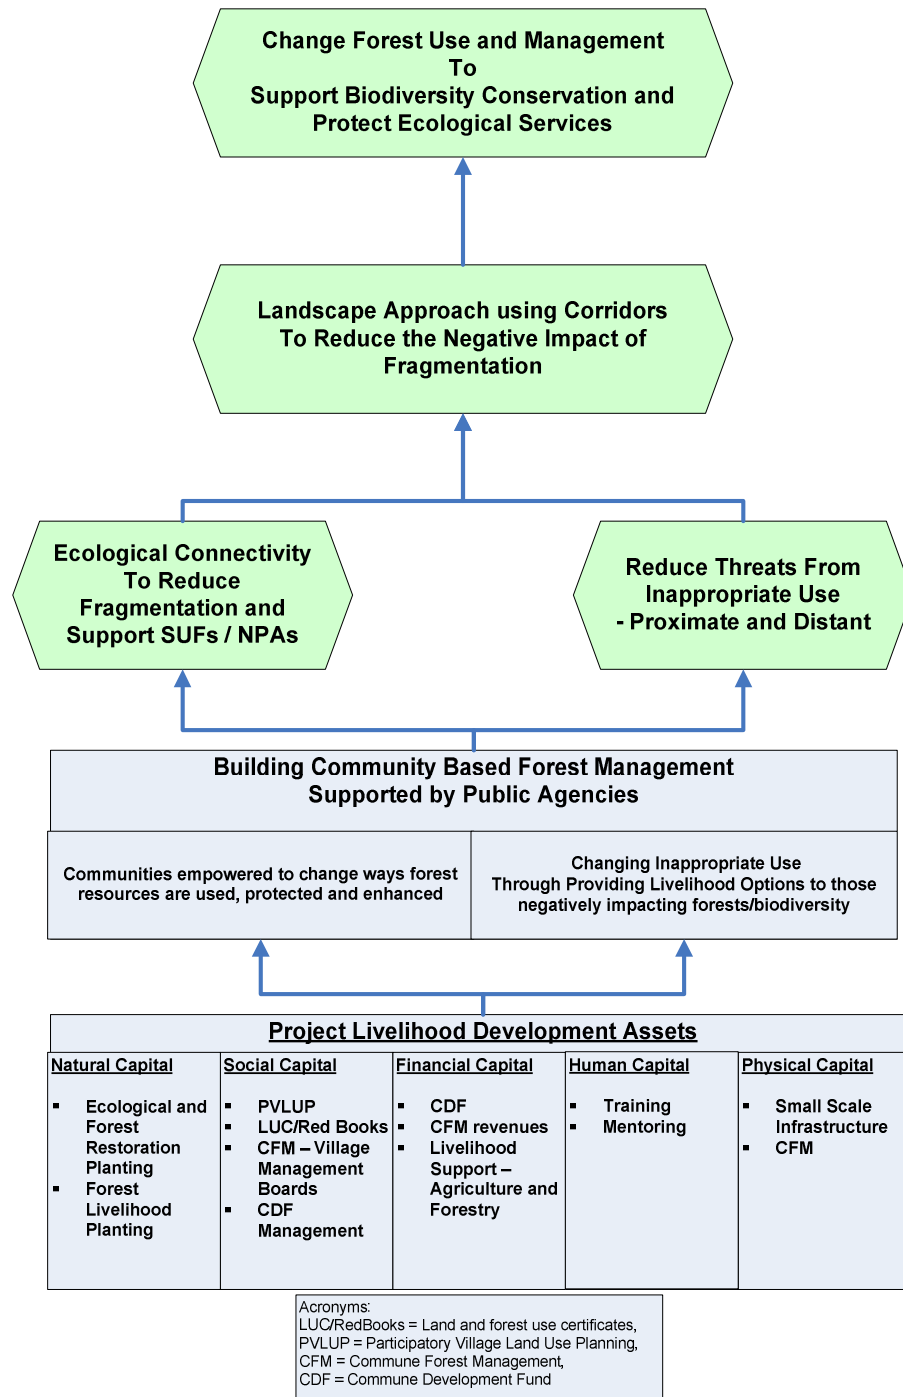 Change Forest Use and Management
To
Support Biodiversity Conservation and
Protect Ecological Services
Landscape Approach using Corridors
To Reduce the Negative Impact of
Fragmentation
Ecological Connectivity
To Reduce
Fragmentation and
Support SUFs / NPAs
Reduce Threats From
Inappropriate Use
- Proximate and Distant
Building Community Based Forest Management
Supported by Public Agencies
Communities empowered to change ways forest
resources are used, protected and enhanced
Changing Inappropriate Use
Through Providing Livelihood Options to those
negatively impacting forests/biodiversity
Project Livelihood Development Assets
Natural Capital
▪ Ecological and
Forest
Restoration
Planting
▪ Forest
Livelihood
Planting
Social Capital
▪ PVLUP
▪ LUC/Red Books
▪ CFM – Village
Management
Boards
▪ CDF
Management
Financial Capital
▪ CDF
▪ CFM revenues
▪ Livelihood
Support –
Agriculture and
Forestry
Human Capital
▪ Training
▪ Mentoring
Physical Capital
▪ Small Scale
Infrastructure
▪ CFM
Acronyms:
LUC/RedBooks = Land and forest use certificates,
PVLUP = Participatory Village Land Use Planning,
CFM = Commune Forest Management,
CDF = Commune Development Fund